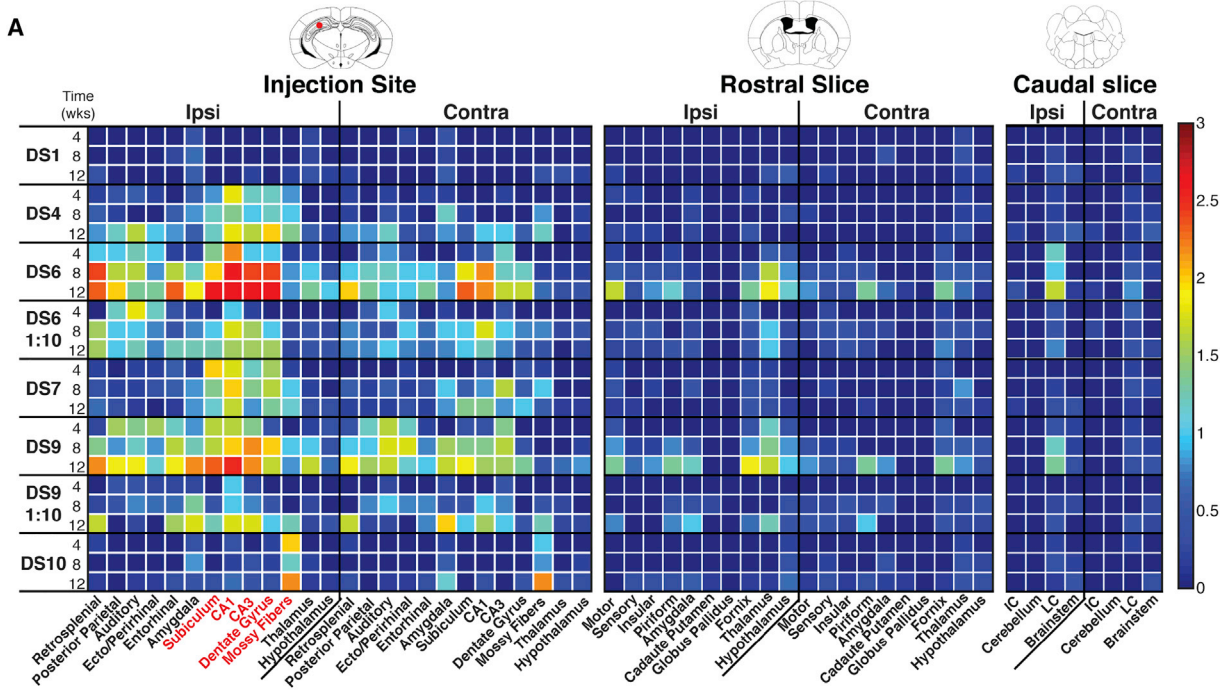 A
Injection Site
Rostral Slice
Caudal slice
Time
(wks)
Ipsi
Contra
Ipsi
Contra
Ipsi
Contra
DS1
4
8
12
DS4
4
8
12
DS6
4
8
12
DS6
1:10
4
8
12
DS7
4
8
12
DS9
4
8
12
DS9
1:10
4
8
12
DS10
4
8
12
3
2.5
2
1.5
1
0.5
0
Retrosplenial
Posterior Parietal
Auditory
Ecto/Perirhinal
Entorhinal
Amygdala
Subiculum
CA1
CA3
Dentate Gyrus
Mossy Fibers
Thalamus
Hypothalamus
Retrosplenial
Posterior Parietal
Auditory
Ecto/Perirhinal
Entorhinal
Amygdala
Subiculum
CA1
CA3
Dentate Gyrus
Mossy Fibers
Thalamus
Hypothalamus
Motor
Sensory
Insular
Piriform
Amygdala
Cadaute Putamen
Globus Pallidus
Fornix
Thalamus
Hypothalamus
Motor
Sensory
Insular
Piriform
Amygdala
Cadaute Putamen
Globus Pallidus
Fornix
Thalamus
Hypothalamus
IC
Cerebellum
LC
Brainstem
IC
Cerebellum
LC
Brainstem